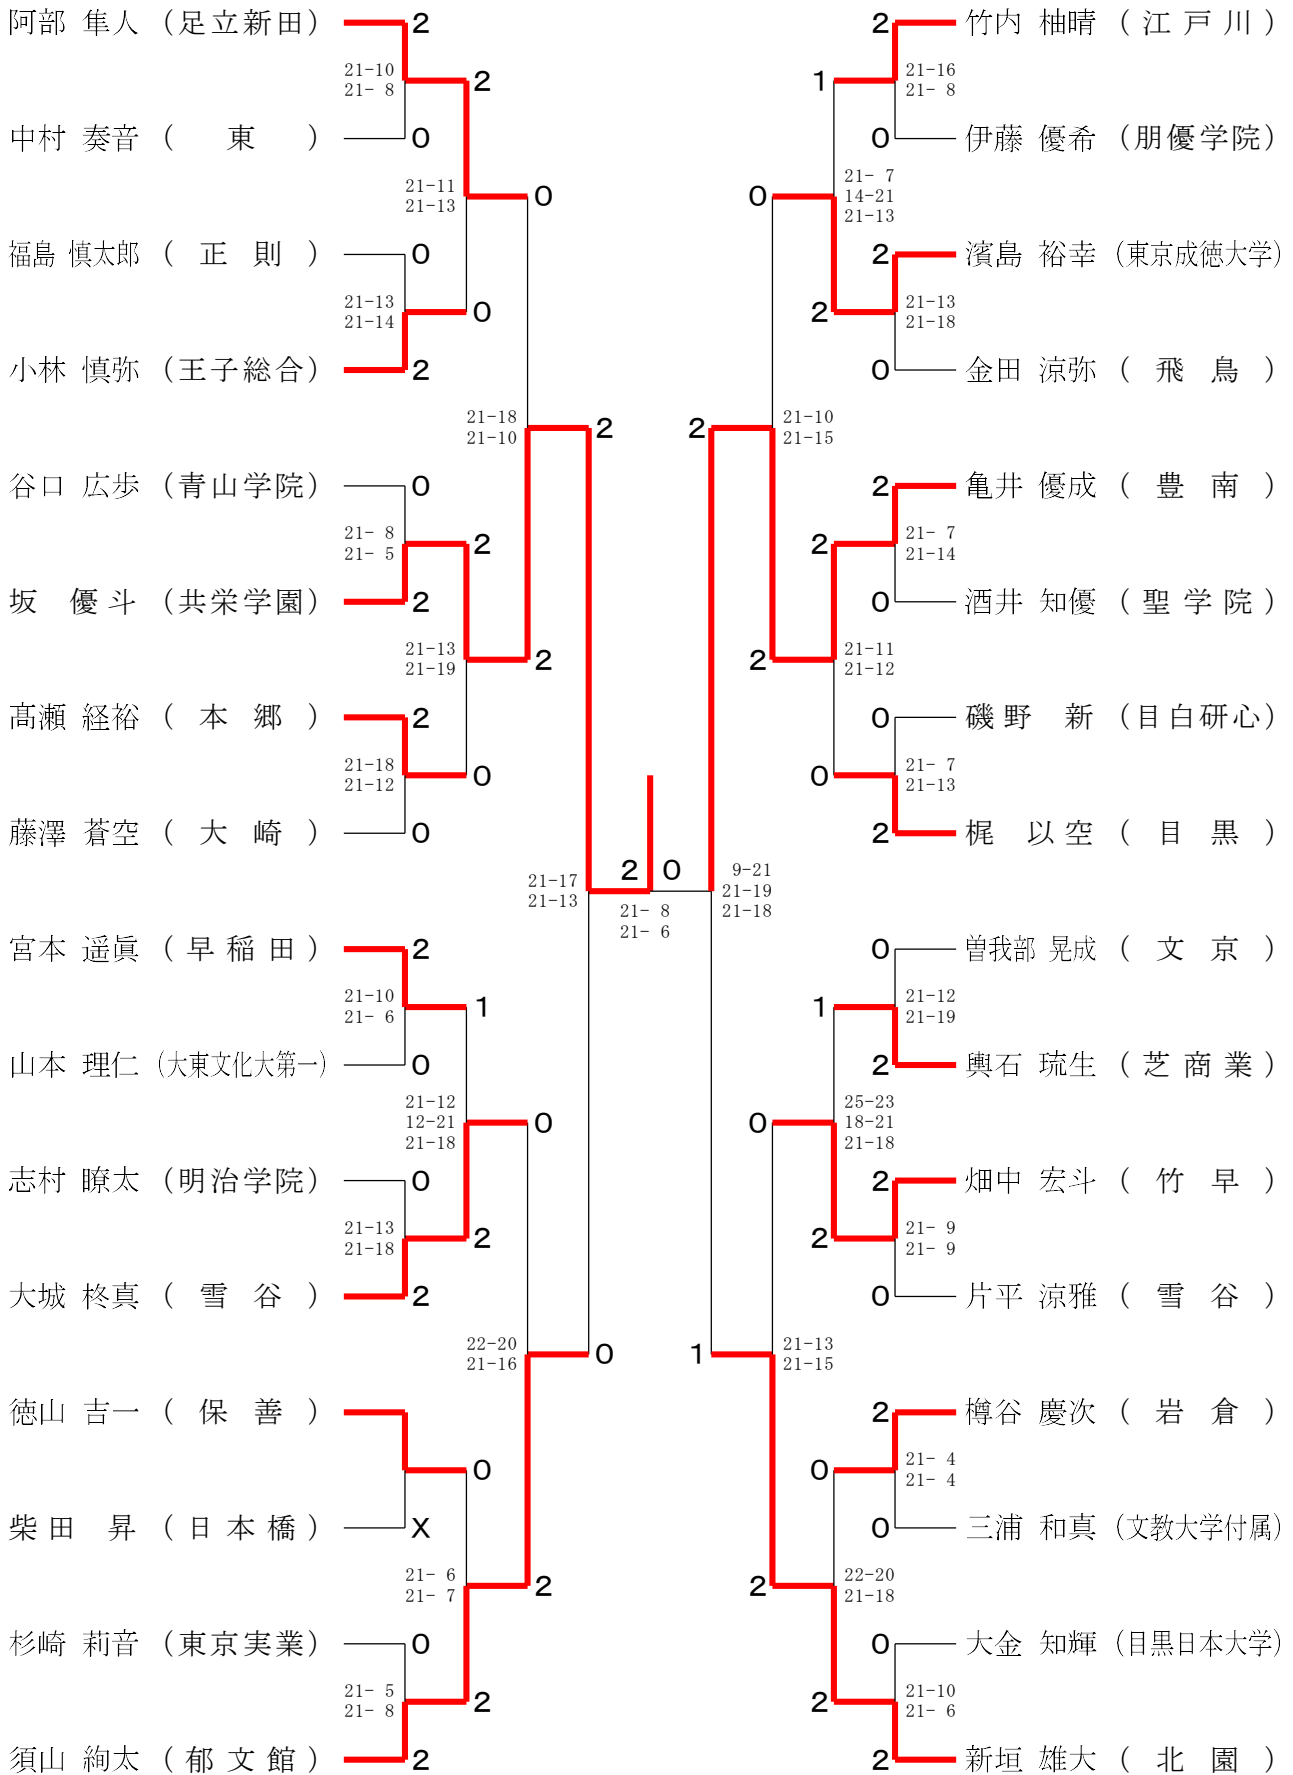 阿部 隼人 （足立新田） 2
21-10
21- 8
2
中村 奏音 （ 東 ） 0
21-11
21-13
0
福島 慎太郎 （ 正 則 ） 0
21-13
21-14
0
小林 慎弥 （王子総合） 2
21-18
21-10
2
谷口 広歩 （青山学院） 0
21- 8
21- 5
2
坂 優斗 （共栄学園） 2
21-13
21-19
2
髙瀬 経裕 （ 本 郷 ） 2
21-18
21-12
0
藤澤 蒼空 （ 大 崎 ） 0
21-17
21-13
宮本 遥眞 （ 早 稲 田 ） 2
21-10
21- 6
1
山本 理仁 （大東文化大第一） 0
21-12
12-21
21-18
0
志村 瞭太 （明治学院） 0
21-13
21-18
2
大城 柊真 （ 雪 谷 ） 2
22-20
21-16
0
徳山 吉一 （ 保 善 ）
0
柴田 昇 （ 日 本 橋 ） X
21- 6
21- 7
2
杉崎 莉音 （東京実業） 0
21- 5
21- 8
2
須山 絢太 （ 郁 文 館 ） 2
2 0
21- 8
21- 6
2 竹内 柚晴 （ 江 戸 川 ）
1
21-16
21- 8
0 伊藤 優希 （朋優学院）
0
21- 7
14-21
21-13
2 濱島 裕幸 （東京成徳大学）
2
21-13
21-18
0 金田 涼弥 （ 飛 鳥 ）
2
21-10
21-15
2 亀井 優成 （ 豊 南 ）
2
21- 7
21-14
0 酒井 知優 （ 聖 学 院 ）
2
21-11
21-12
0 磯野 新 （目白研心）
0
21- 7
21-13
2 梶 以空 （ 目 黒 ）
9-21
21-19
21-18
0 曽我部 晃成 （ 文 京 ）
1
21-12
21-19
2 輿石 琉生 （ 芝 商 業 ）
0
25-23
18-21
21-18
2 畑中 宏斗 （ 竹 早 ）
2
21- 9
21- 9
0 片平 涼雅 （ 雪 谷 ）
1
21-13
21-15
2 樽谷 慶次 （ 岩 倉 ）
0
21- 4
21- 4
0 三浦 和真 （文教大学付属）
2
22-20
21-18
0 大金 知輝 （目黒日本大学）
2
21-10
21- 6
2 新垣 雄大 （ 北 園 ）